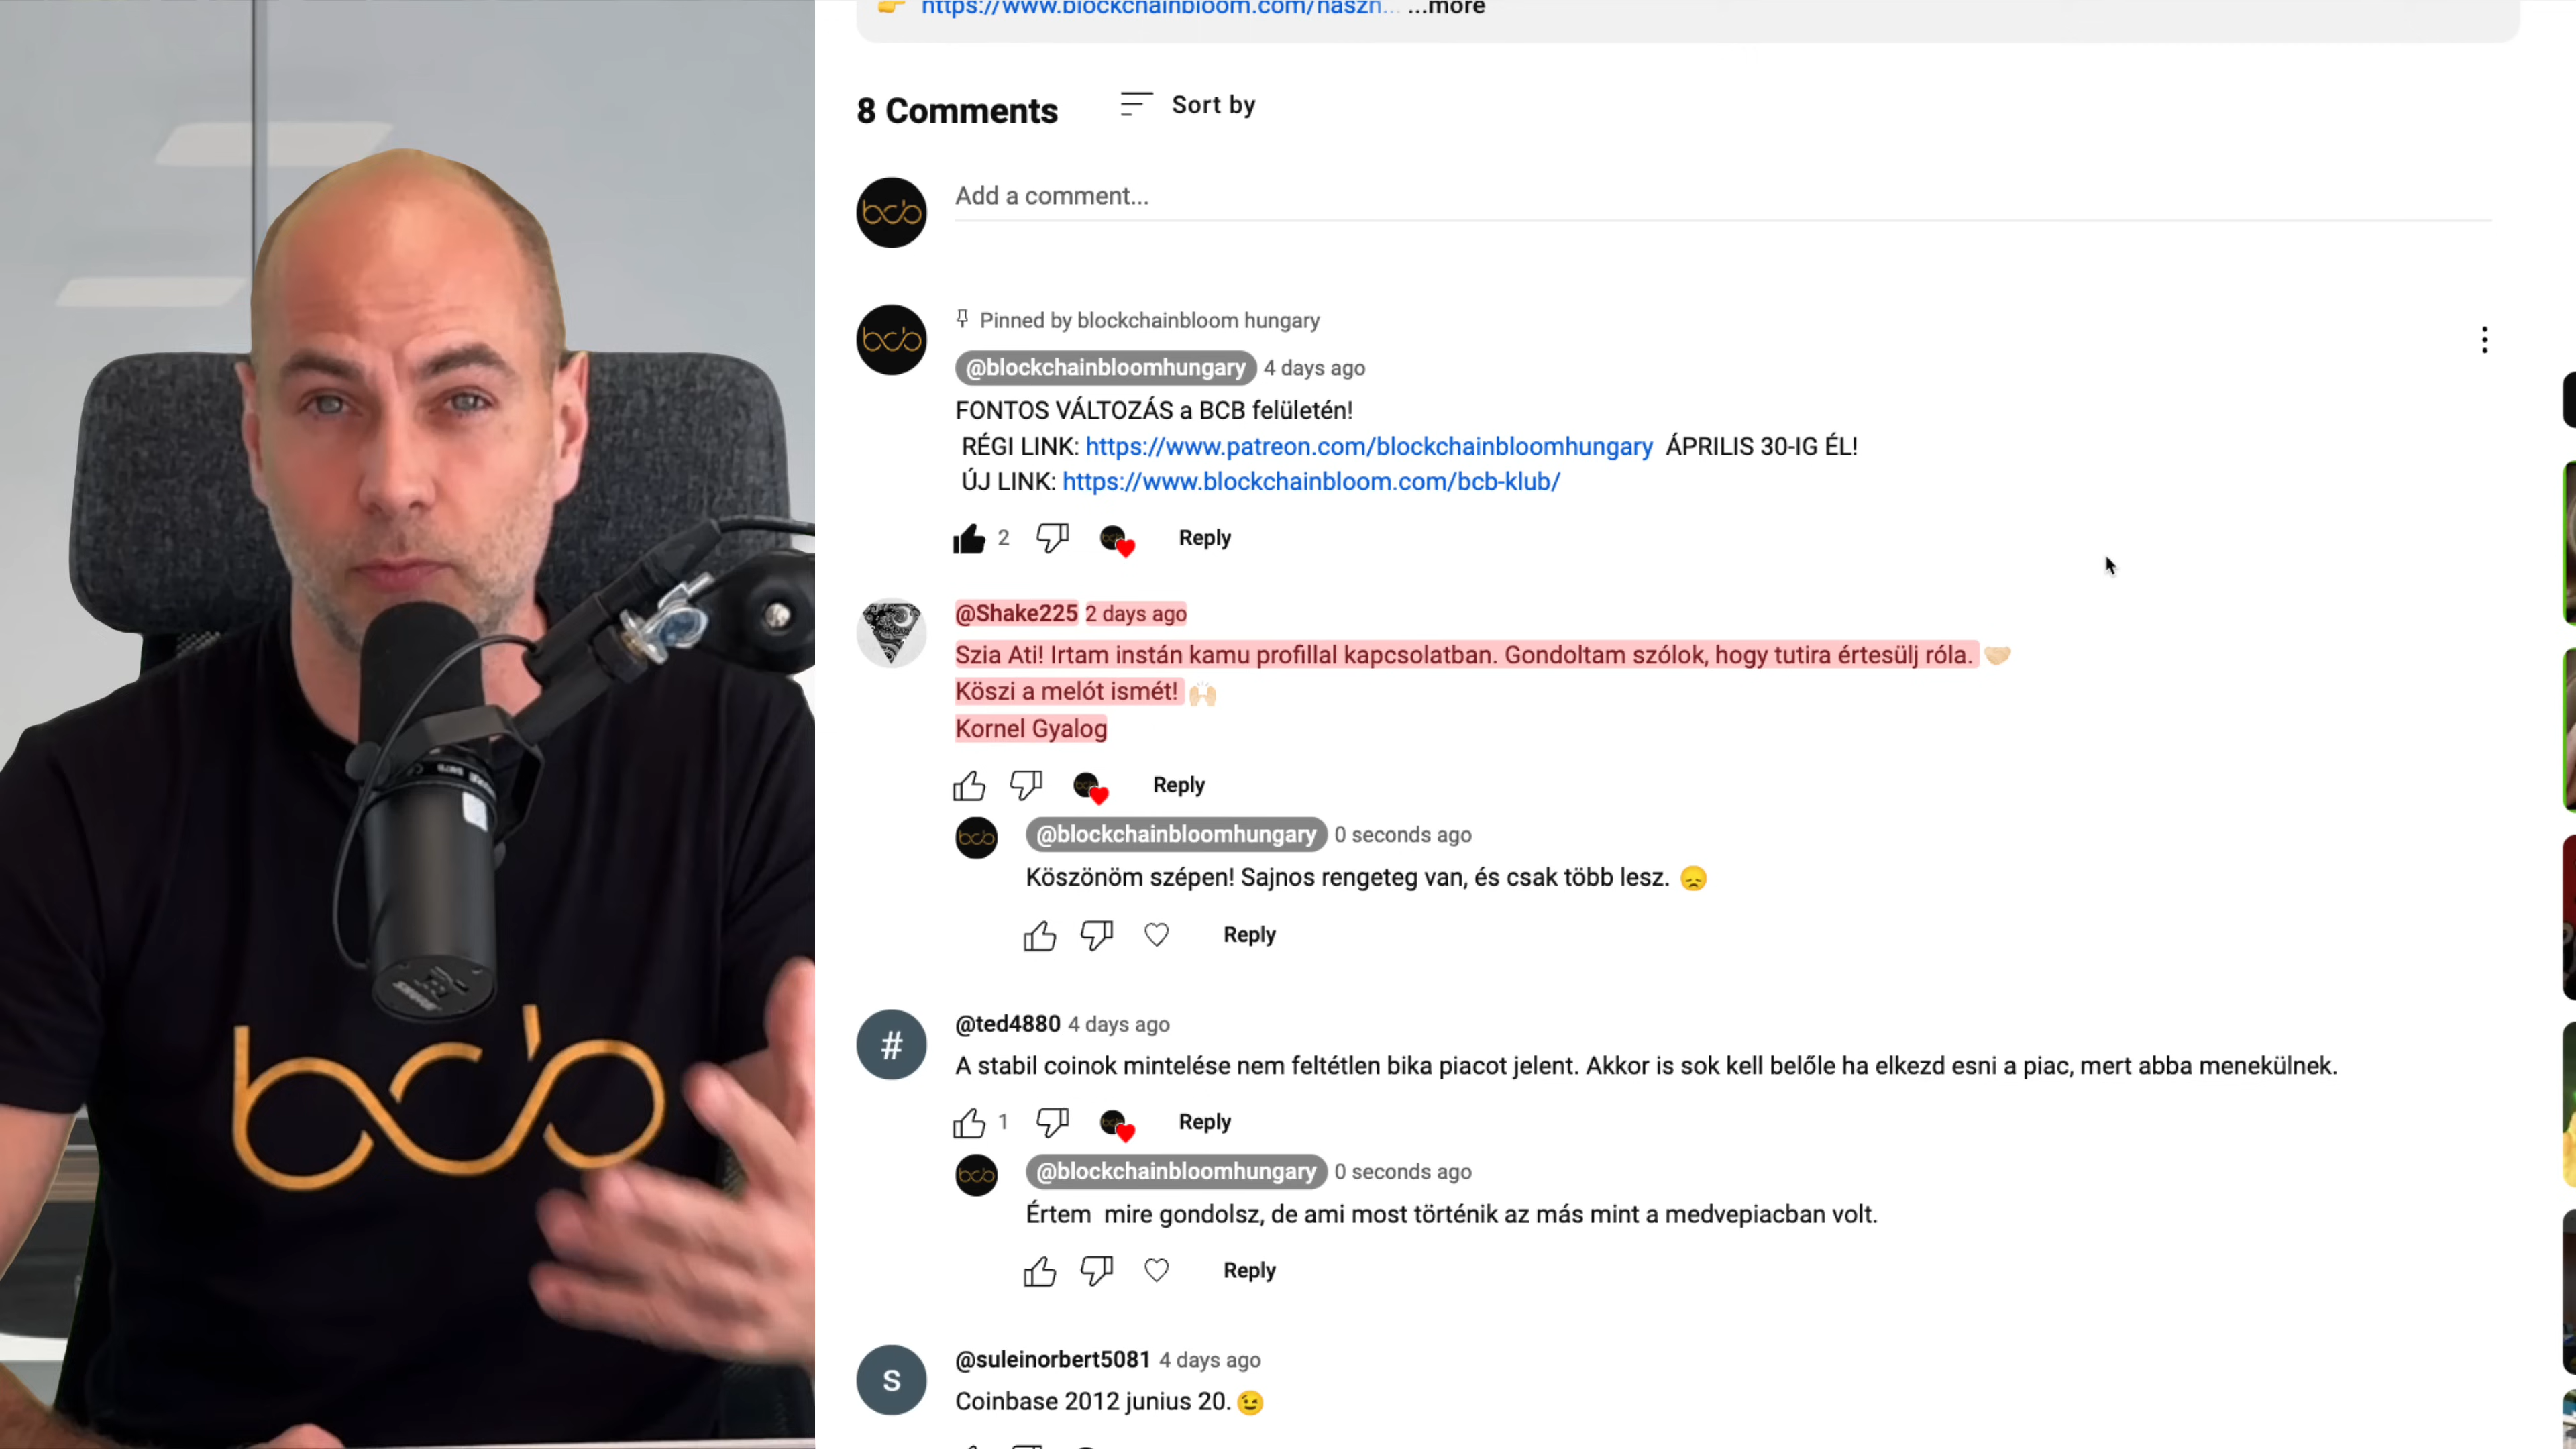 https://www.blockchainbloom.com/haszn... ...more
8 Comments
Sort by
bcb
Add a comment...
bcb
Pinned by blockchainbloom hungary
@blockchainbloomhungary 4 days ago
FONTOS VÁLTOZÁS a BCB felületén!
RÉGI LINK: https://www.patreon.com/blockchainbloomhungary ÁPRILIS 30-IG ÉL!
ÚJ LINK: https://www.blockchainbloom.com/bcb-klub/
2
Reply
@Shake225 2 days ago
Szia Ati! Irtam instán kamu profillal kapcsolatban. Gondoltam szólok, hogy tutira értesülj róla. 🤝🏻
Köszi a melót ismét! 🙌🏻
Kornel Gyalog
Reply
bcb
@blockchainbloomhungary 0 seconds ago
Köszönöm szépen! Sajnos rengeteg van, és csak több lesz. 😞
Reply
#
@ted4880 4 days ago
A stabil coinok mintelése nem feltétlen bika piacot jelent. Akkor is sok kell belőle ha elkezd esni a piac, mert abba menekülnek.
1
Reply
bcb
@blockchainbloomhungary 0 seconds ago
Értem mire gondolsz, de ami most történik az más mint a medvepiacban volt.
Reply
S
@suleinorbert5081 4 days ago
Coinbase 2012 junius 20. 😉
bcb